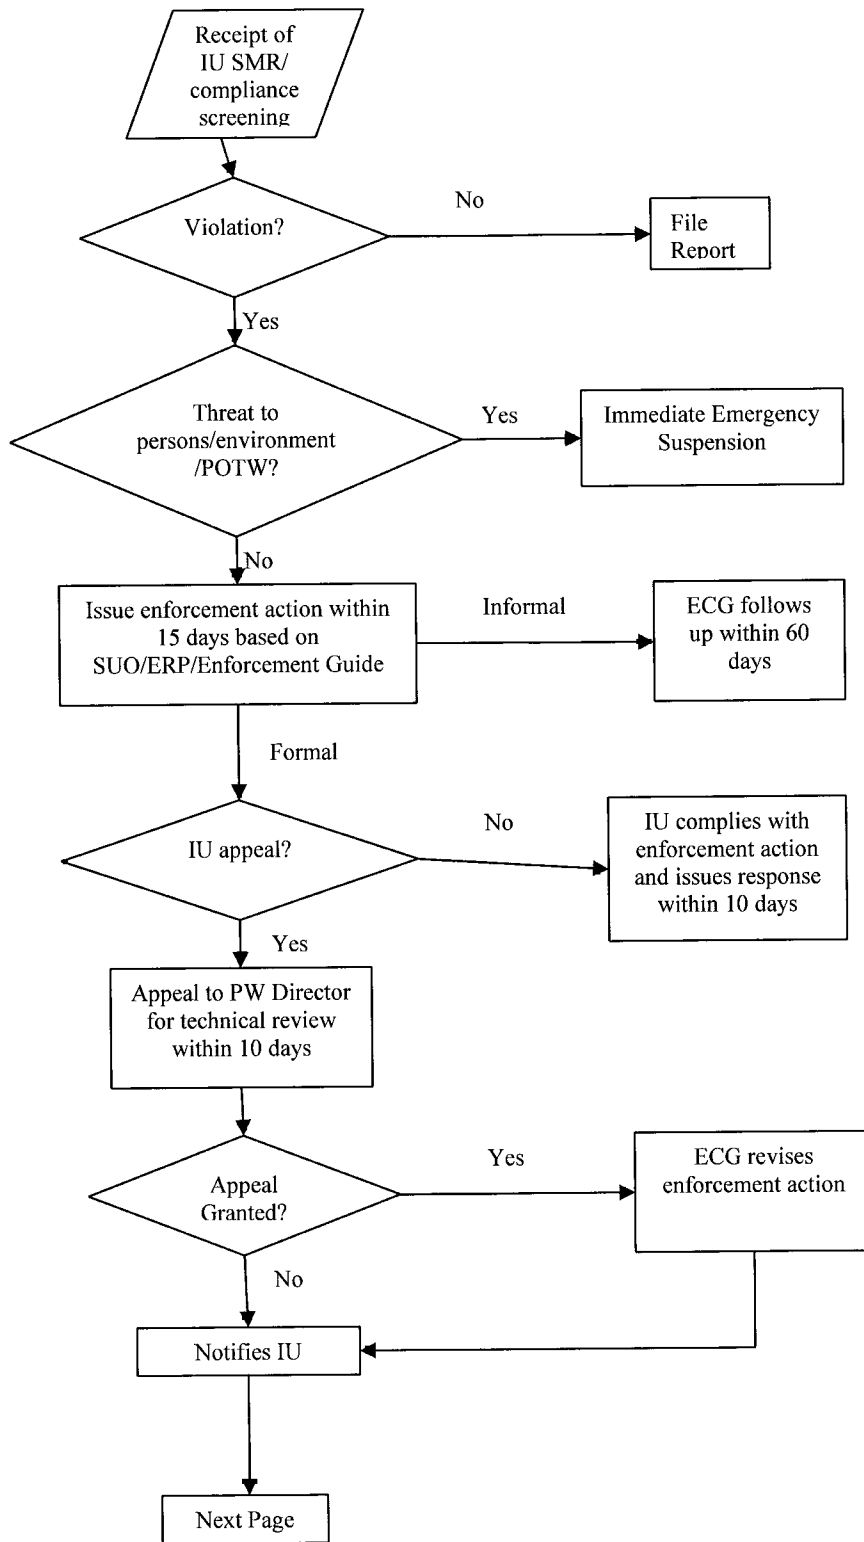 Receipt of
IU SMR/
compliance
screening
Violation?
No
File
Report
Yes
Threat to
persons/environment
/POTW?
Yes
Immediate Emergency
Suspension
No
Issue enforcement action within
15 days based on
SUO/ERP/Enforcement Guide
Informal
ECG follows
up within 60
days
Formal
IU appeal?
No
IU complies with
enforcement action
and issues response
within 10 days
Yes
Appeal to PW Director
for technical review
within 10 days
Appeal
Granted?
Yes
ECG revises
enforcement action
No
Notifies IU
Next Page